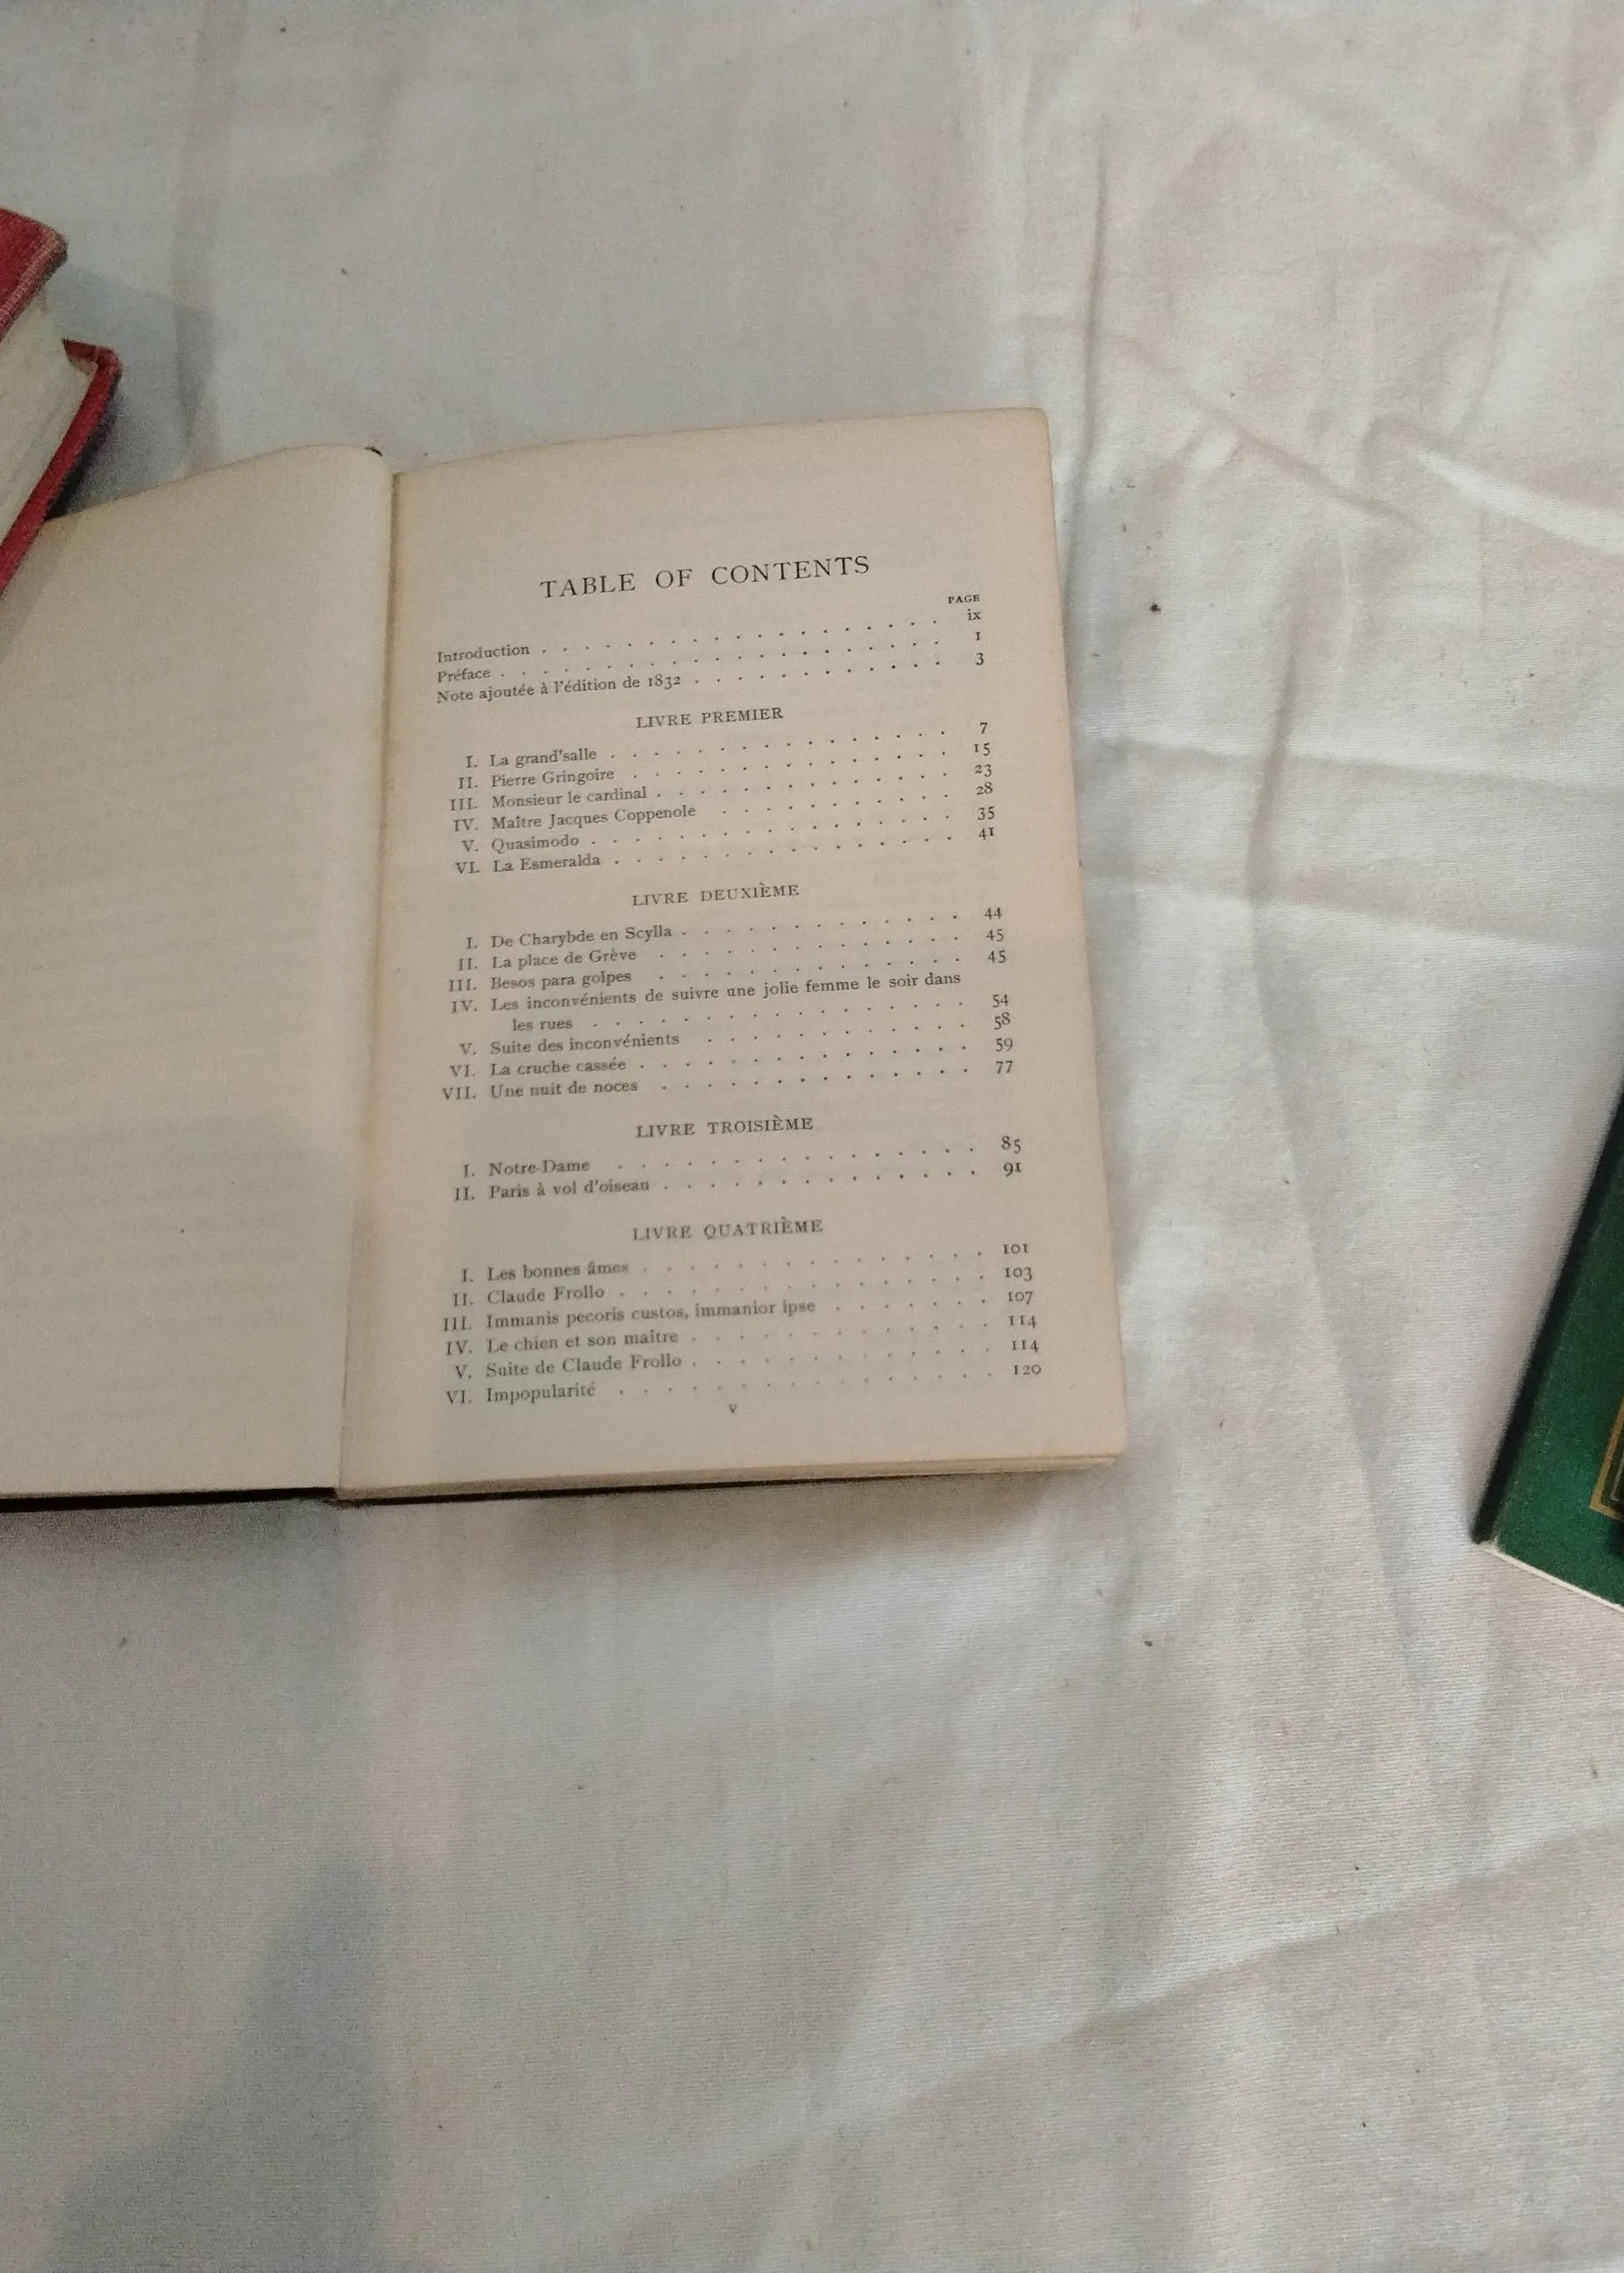 TABLE OF CONTENTS
PAGE
Introduction . . . . . . . . . . . . . . . . . . ix
Préface . . . . . . . . . . . . . . . . . . . 1
Note ajoutée à l'édition de 1832 . . . . . . . . . . . 3
LIVRE PREMIER
I. La grand'salle . . . . . . . . . . . . . . . 7
II. Pierre Gringoire . . . . . . . . . . . . . . 15
III. Monsieur le cardinal . . . . . . . . . . . . . 23
IV. Maître Jacques Coppenole . . . . . . . . . . 28
V. Quasimodo . . . . . . . . . . . . . . . . 35
VI. La Esmeralda . . . . . . . . . . . . . . . 41
LIVRE DEUXIÈME
I. De Charybde en Scylla . . . . . . . . . . . . . 44
II. La place de Grève . . . . . . . . . . . . . . 45
III. Besos para golpes . . . . . . . . . . . . . . 45
IV. Les inconvénients de suivre une jolie femme le soir dans
les rues . . . . . . . . . . . . . . . . . 54
V. Suite des inconvénients . . . . . . . . . . . . 58
VI. La cruche cassée . . . . . . . . . . . . . . . 59
VII. Une nuit de noces . . . . . . . . . . . . . . 77
LIVRE TROISIÈME
I. Notre-Dame . . . . . . . . . . . . . . . . 85
II. Paris à vol d'oiseau . . . . . . . . . . . . . . 91
LIVRE QUATRIÈME
I. Les bonnes âmes . . . . . . . . . . . . . . . 101
II. Claude Frollo . . . . . . . . . . . . . . . . 103
III. Immanis pecoris custos, immanior ipse . . . . . . . 107
IV. Le chien et son maître . . . . . . . . . . . . . 114
V. Suite de Claude Frollo . . . . . . . . . . . . . 114
VI. Impopularité . . . . . . . . . . . . . . . . 120
v